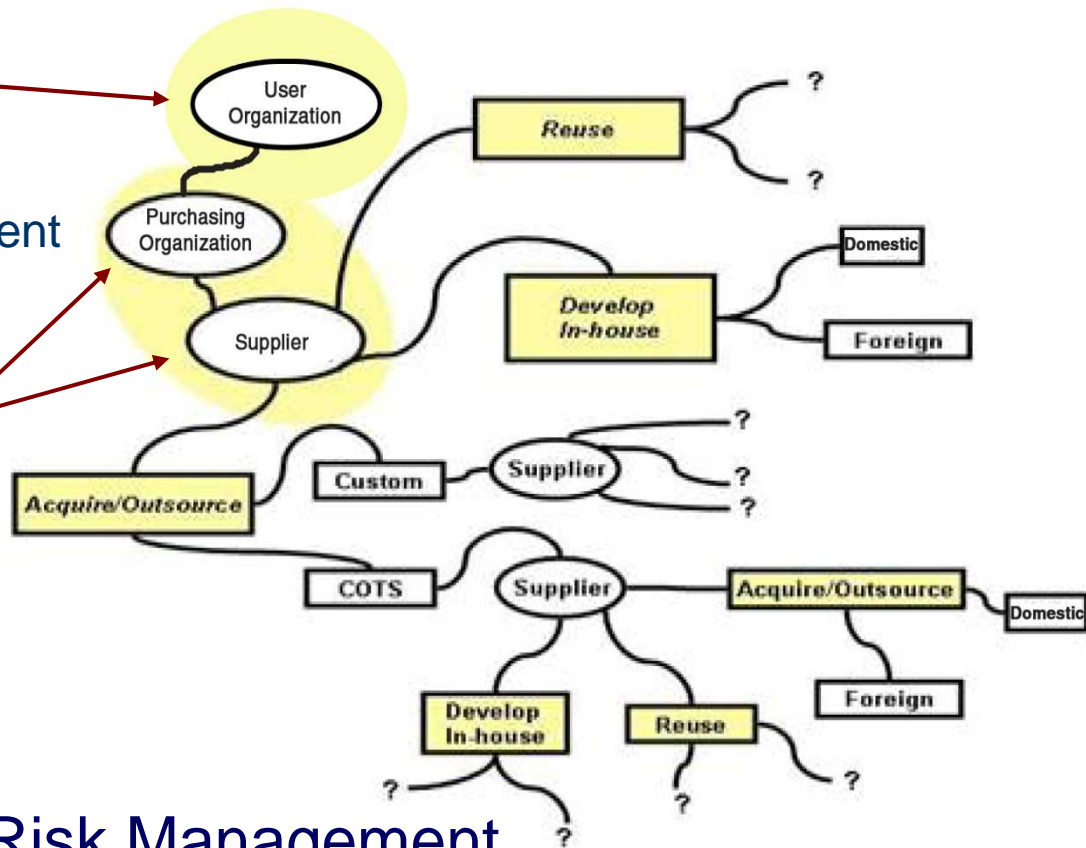 User
Organization
?
Reuse
?
Purchasing
Organization
Domestic
Develop
In-house
Supplier
Foreign
?
Custom
Supplier
?
?
Acquire/Outsource
COTS
Supplier
Acquire/Outsource
Domestic
Foreign
Develop
In-house
Reuse
?
?
?
?
Risk Management